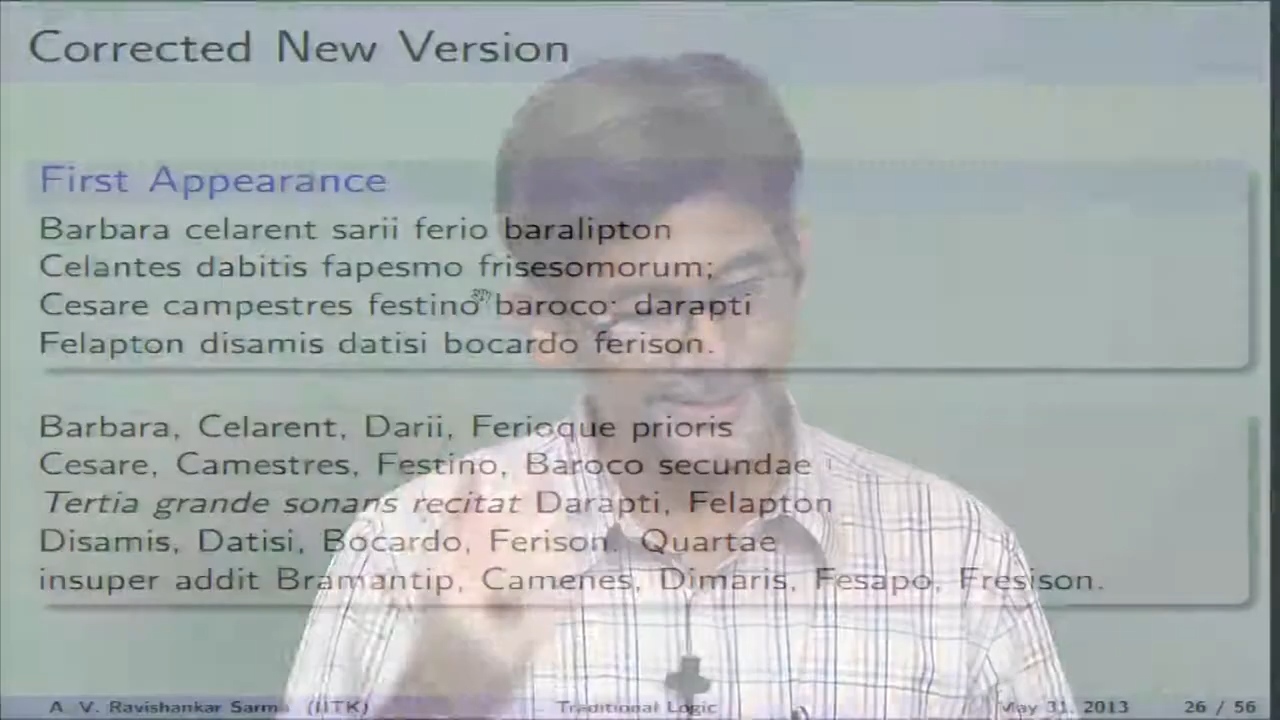 Corrected New Version
First Appearance
Barbara celarent sarii ferio baralipton
Celantes dabitis fapesmo frisesomorum;
Cesare campestres festino baroco; darapti
Felapton disamis datisi bocardo ferison.
Barbara, Celarent, Darii, Ferioque prioris
Cesare, Camestres, Festino, Baroco secundae
Tertia grande sonans recitat Darapti, Felapton
Disamis, Datisi, Bocardo, Ferison. Quartae
insuper addit Bramantip, Camenes, Dimaris, Fesapo, Fresison.
A. V. Ravishankar Sarma (IITK) Traditional Logic May 31, 2013 26 / 56